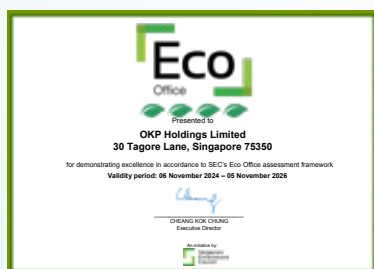 Eco
Office
Presented to
OKP Holdings Limited
30 Tagore Lane, Singapore 75350
for demonstrating excellence in accordance to SEC's Eco Office assessment framework
Validity period: 06 November 2024 – 05 November 2026
CHEANG KOK CHUNG
Executive Director
An initiative by: